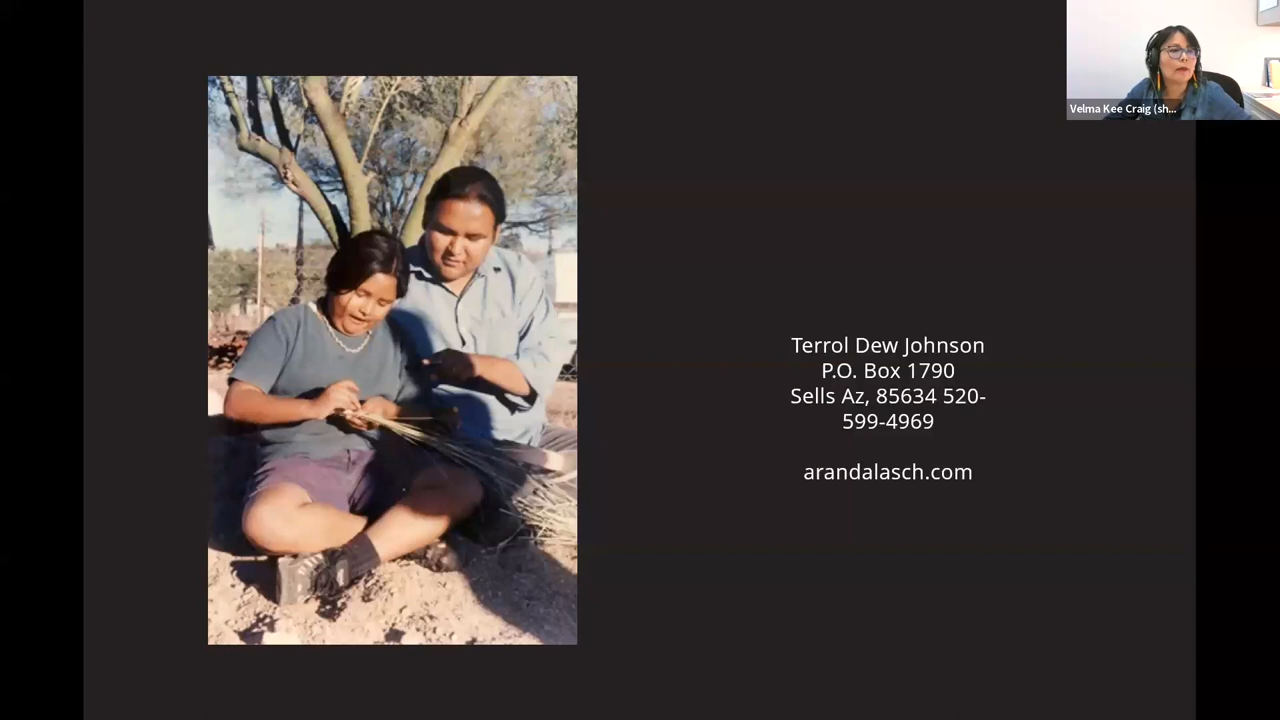 Velma Kee Craig (sh...
Terrol Dew Johnson
P.O. Box 1790
Sells Az, 85634 520-
599-4969
arandalasch.com